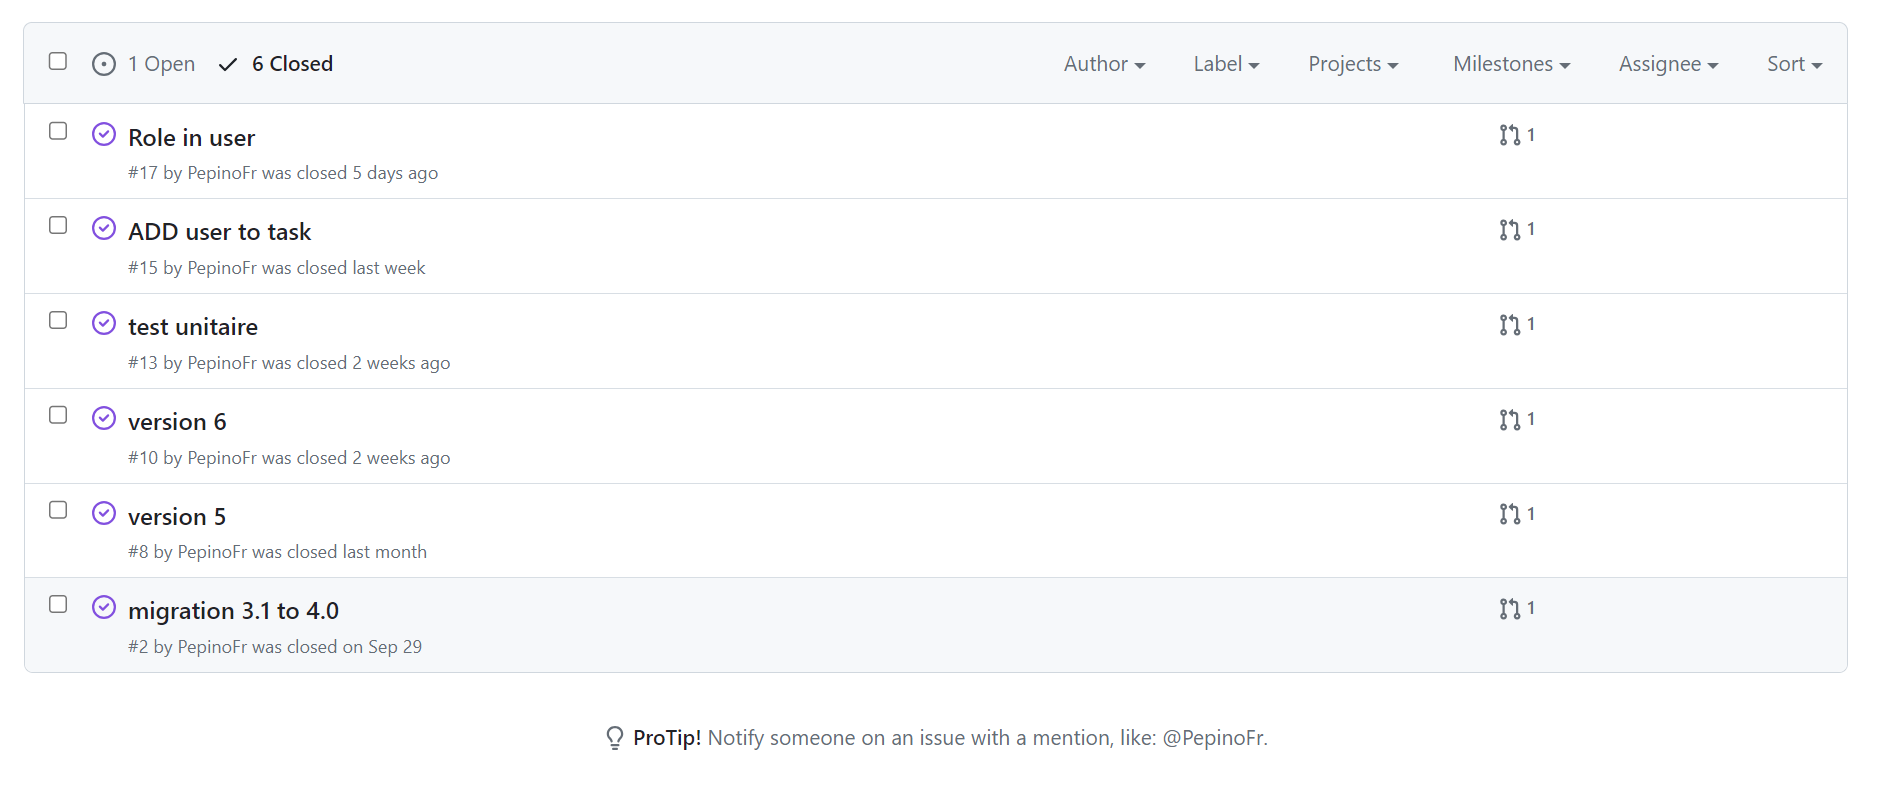 1 Open 6 Closed Author Label Projects Milestones Assignee Sort
Role in user 1
#17 by PepinoFr was closed 5 days ago
ADD user to task 1
#15 by PepinoFr was closed last week
test unitaire 1
#13 by PepinoFr was closed 2 weeks ago
version 6 1
#10 by PepinoFr was closed 2 weeks ago
version 5 1
#8 by PepinoFr was closed last month
migration 3.1 to 4.0 1
#2 by PepinoFr was closed on Sep 29
ProTip! Notify someone on an issue with a mention, like: @PepinoFr.